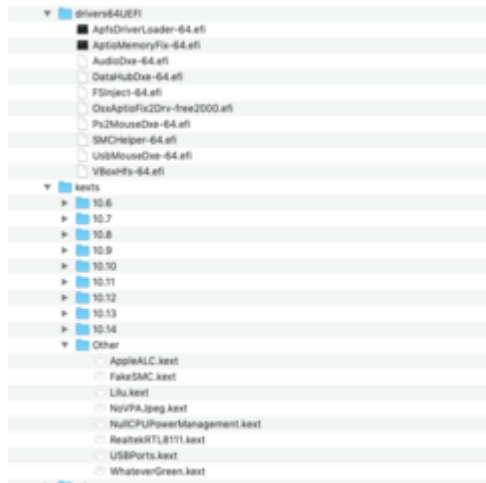 drivers64UEFI
ApfsDriverLoader-64.efi
AptioMemoryFix-64.efi
AudioDxe-64.efi
DataHubDxe-64.efi
FSInject-64.efi
OsxAptioFix2Drv-free2000.efi
Ps2MouseDxe-64.efi
SMCHelper-64.efi
UsbMouseDxe-64.efi
VBoxHfs-64.efi
kexts
10.6
10.7
10.8
10.9
10.10
10.11
10.12
10.13
10.14
Other
AppleALC.kext
FakeSMC.kext
Lilu.kext
NoVPAJpeg.kext
NullCPUPowerManagement.kext
RealtekRTL8111.kext
USBPorts.kext
WhateverGreen.kext